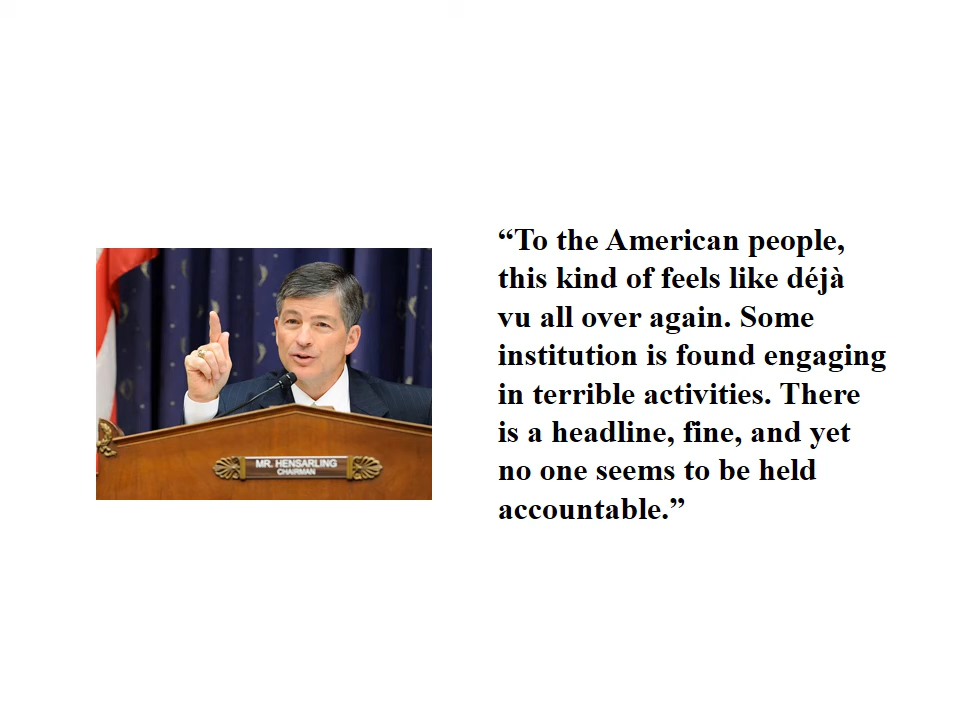 MR. HENSARLING
CHAIRMAN
“To the American people,
this kind of feels like déjà
vu all over again. Some
institution is found engaging
in terrible activities. There
is a headline, fine, and yet
no one seems to be held
accountable.”